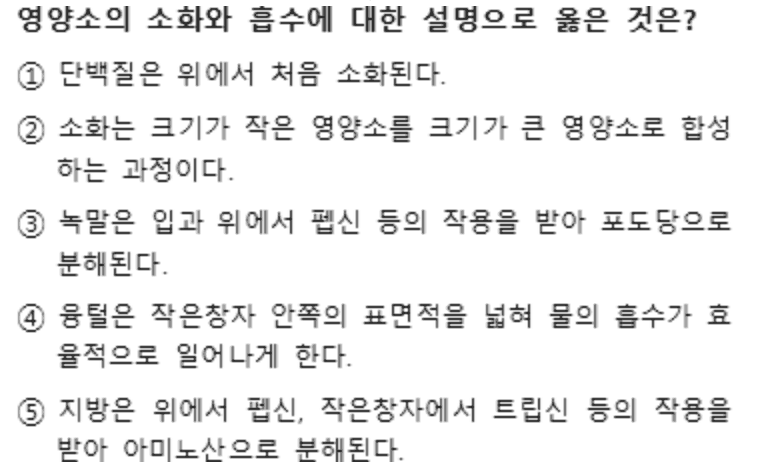 영양소의 소화와 흡수에 대한 설명으로 옳은 것은?
① 단백질은 위에서 처음 소화된다.
② 소화는 크기가 작은 영양소를 크기가 큰 영양소로 합성
하는 과정이다.
③ 녹말은 입과 위에서 펩신 등의 작용을 받아 포도당으로
분해된다.
④ 융털은 작은창자 안쪽의 표면적을 넓혀 물의 흡수가 효
율적으로 일어나게 한다.
⑤ 지방은 위에서 펩신, 작은창자에서 트립신 등의 작용을
받아 아미노산으로 분해된다.